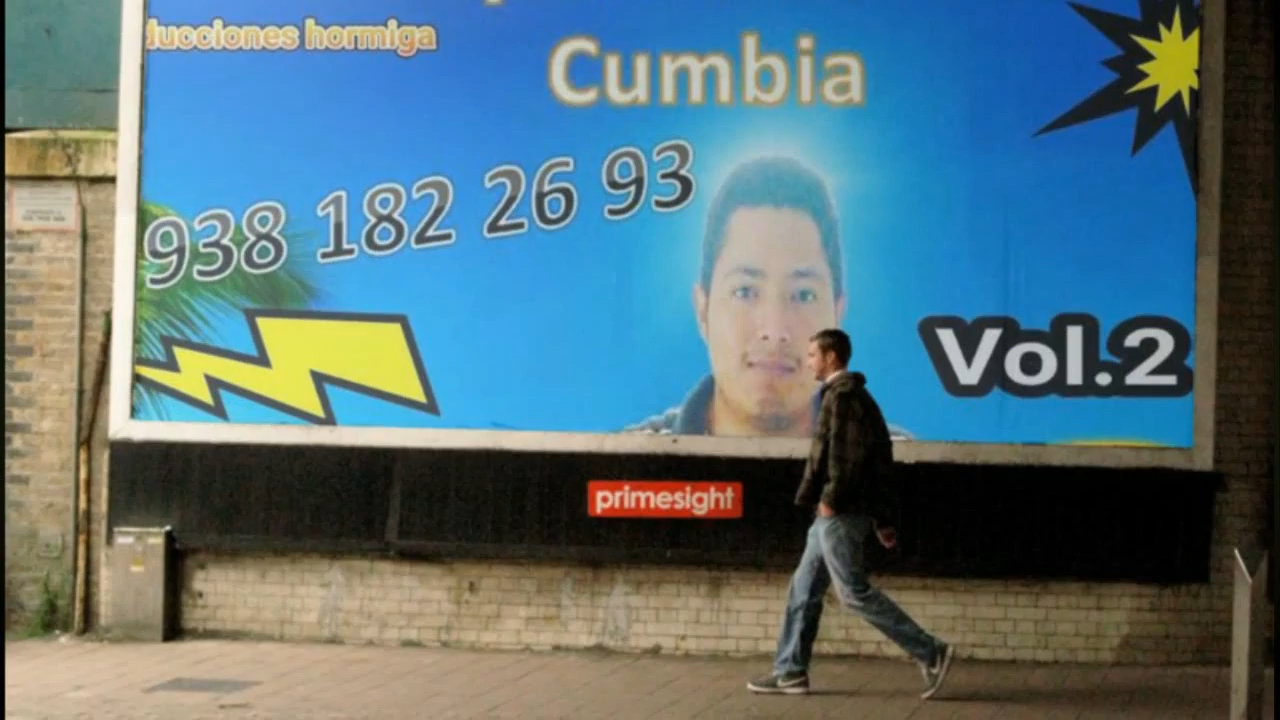 ducciones hormiga
Cumbia
938 182 26 93
Vol.2
primesight